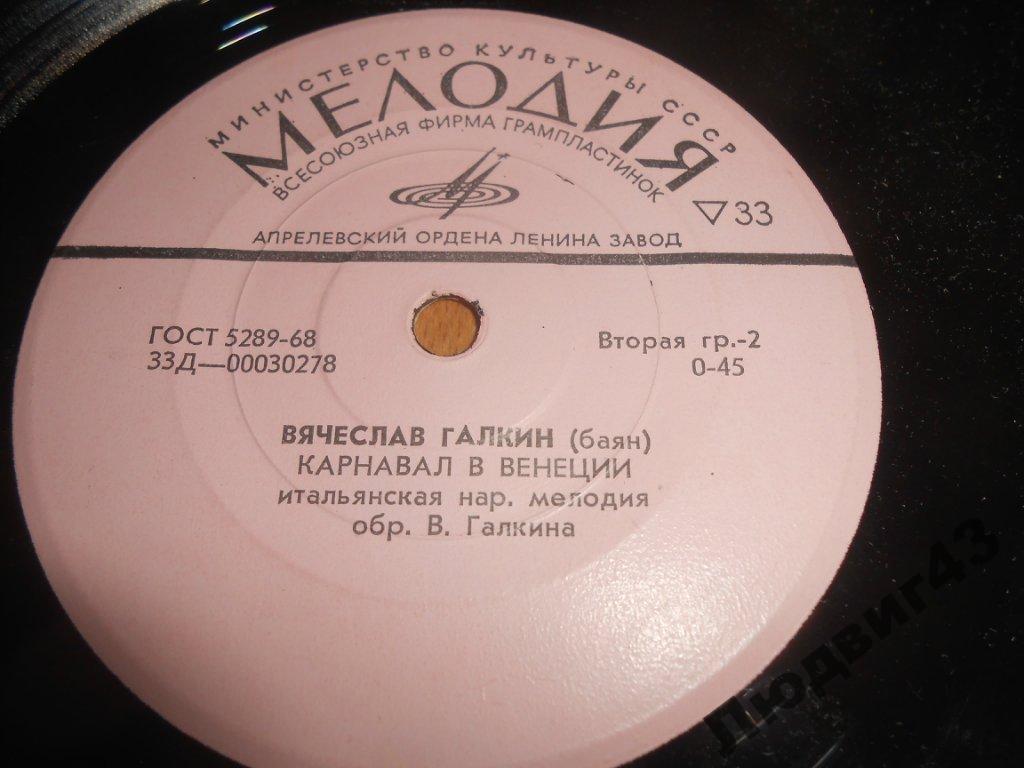 МИНИСТЕРСТВО КУЛЬТУРЫ СССР
МЕЛОДИЯ
ВСЕСОЮЗНАЯ ФИРМА ГРАМПЛАСТИНОК
▽33
АПРЕЛЕВСКИЙ ОРДЕНА ЛЕНИНА ЗАВОД
ГОСТ 5289-68
33Д—00030278
Вторая гр.-2
0-45
ВЯЧЕСЛАВ ГАЛКИН (баян)
КАРНАВАЛ В ВЕНЕЦИИ
итальянская нар. мелодия
обр. В. Галкина
Людвиг43